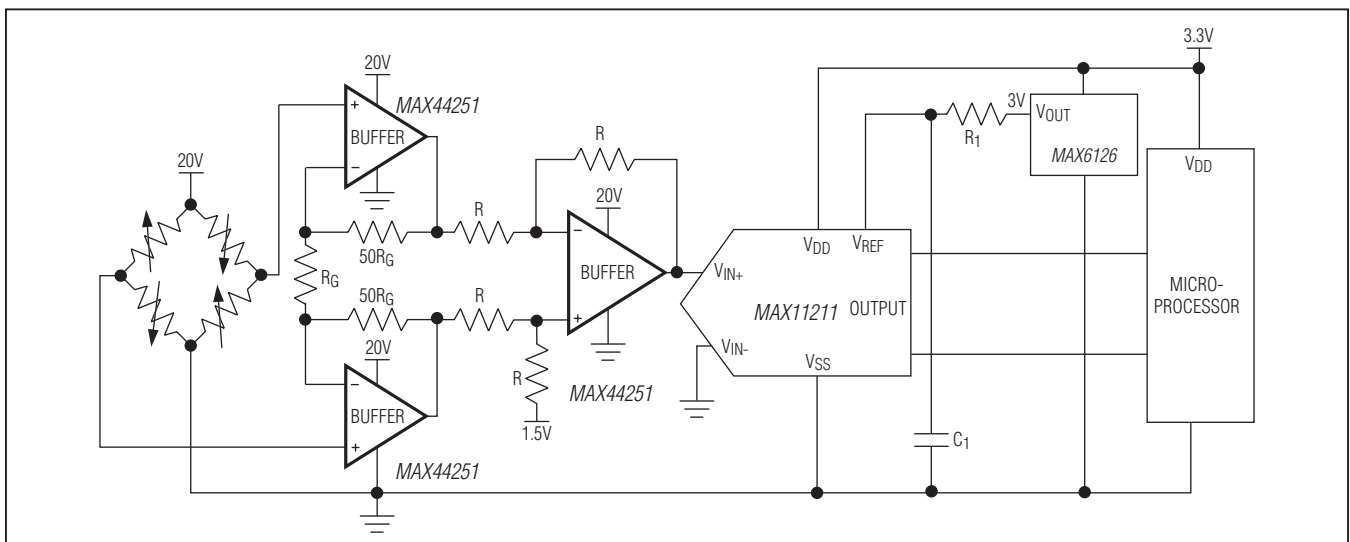 3.3V
20V
MAX44251
+
BUFFER
−
3V
VOUT
R1
MAX6126
VDD
20V
R
20V
50RG
R
−
BUFFER
+
RG
50RG
R
VDD
VREF
VIN+
MAX11211
OUTPUT
VIN-
VSS
MICRO-
PROCESSOR
20V
−
BUFFER
+
R
1.5V
MAX44251
C1
MAX44251